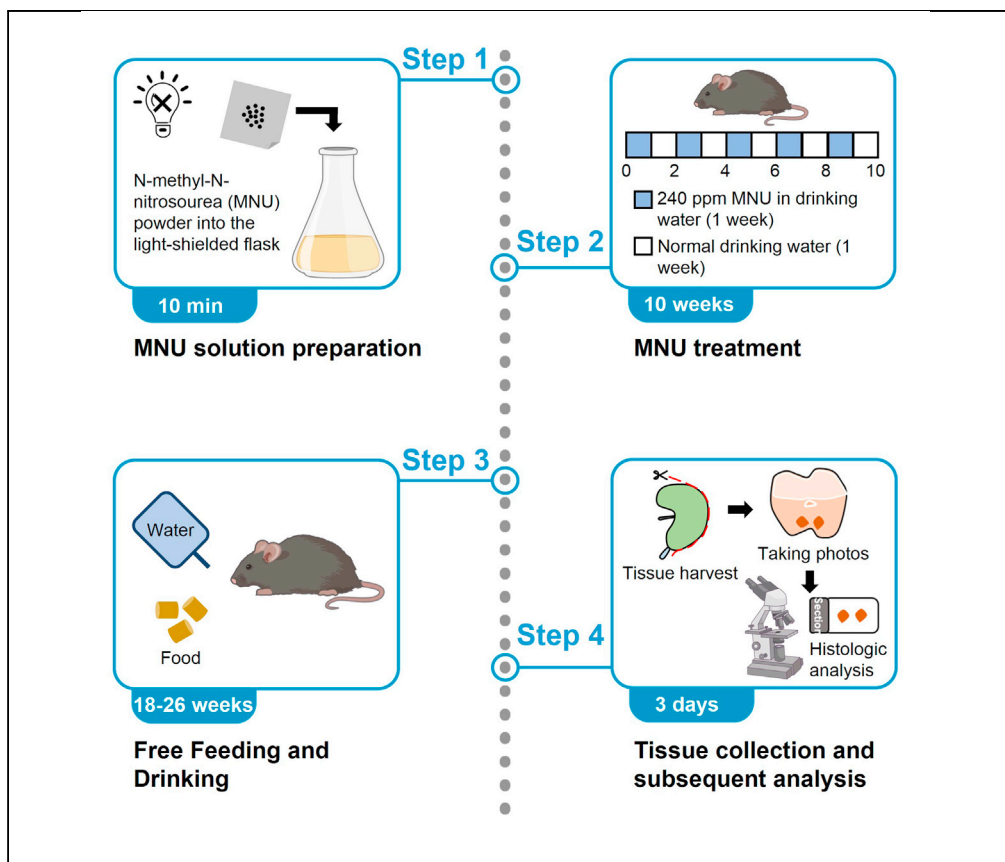 Step 1
N-methyl-N-
nitrosourea (MNU)
powder into the
light-shielded flask
10 min
MNU solution preparation
Step 2
0 2 4 6 8 10
240 ppm MNU in drinking
water (1 week)
Normal drinking water (1
week)
10 weeks
MNU treatment
Step 3
Water
Food
18-26 weeks
Free Feeding and
Drinking
Step 4
Tissue harvest
Taking photos
Section
Histologic
analysis
3 days
Tissue collection and
subsequent analysis